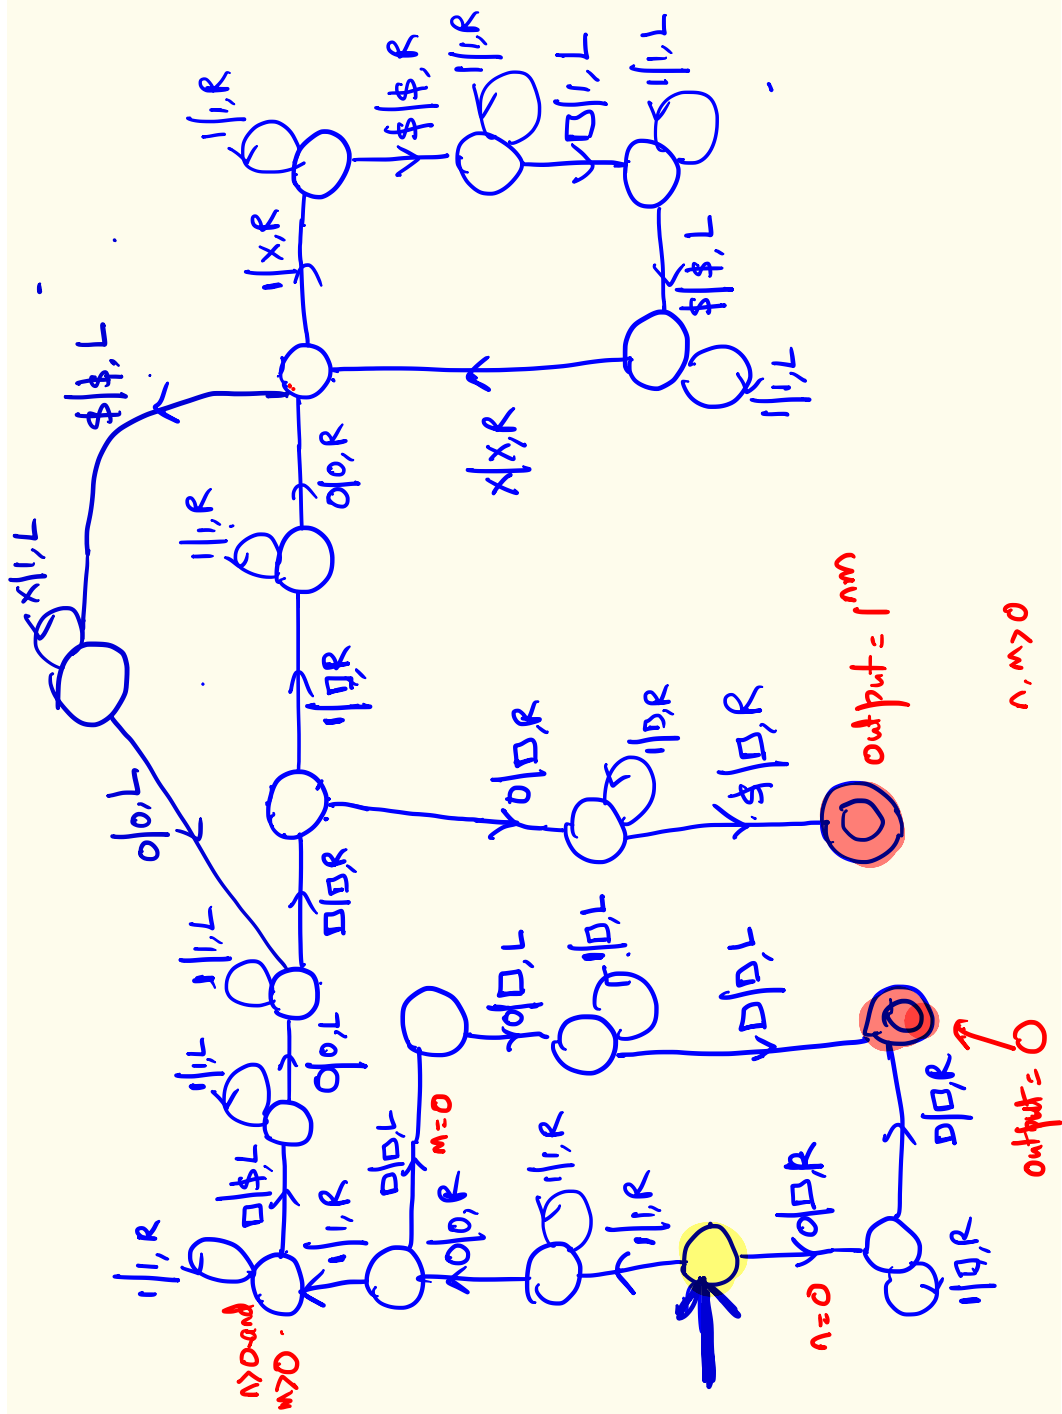 1|1,R
$|$,R
1|1,R
□|1,L
1|1,L
1|X,R
$|$,L
$|$,L
X|X,R
1|1,L
0|0,R
X|1,L
1|1,R
1|□,R
0|□,R
1|□,R
$|□,R
output = 1^nm
n, m>0
0|0,L
□|□,R
1|1,L
0|0,L
1|1,L
□|$,L
1|1,R
n>0 and
m>0
1|1,R
□|□,L
m=0
0|□,L
1|□,L
□|□,L
output = 0
0|0,R
1|1,R
1|1,R
0|□,R
n=0
1|□,R
□|□,R